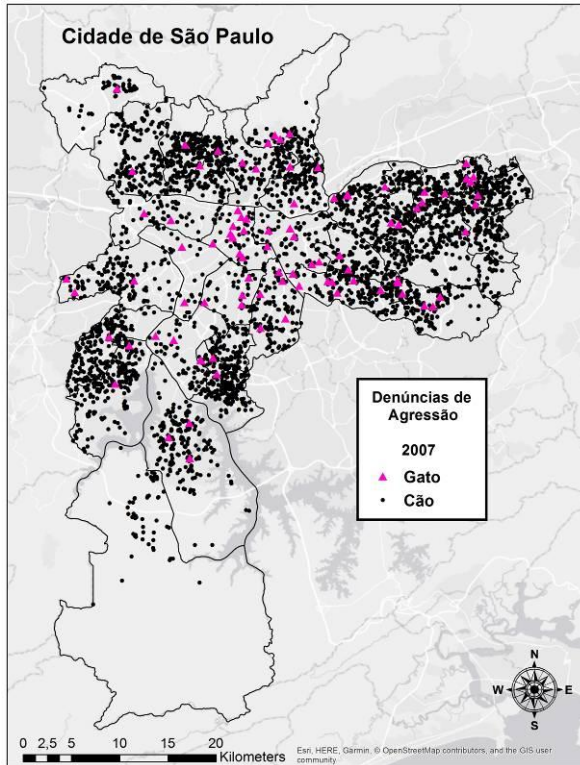 Cidade de São Paulo
Denúncias de
Agressão
2007
Gato
Cão
N
W E
S
0 2,5 5 10 15 20
Kilometers
Esri, HERE, Garmin, © OpenStreetMap contributors, and the GIS user
community